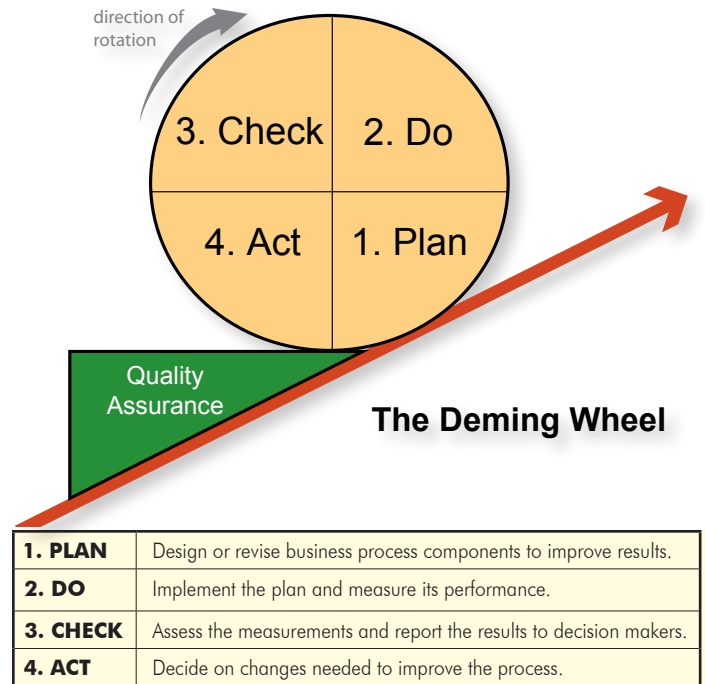 direction of
rotation
3. Check
2. Do
4. Act
1. Plan
Quality
Assurance
The Deming Wheel
1. PLAN Design or revise business process components to improve results.
2. DO Implement the plan and measure its performance.
3. CHECK Assess the measurements and report the results to decision makers.
4. ACT Decide on changes needed to improve the process.